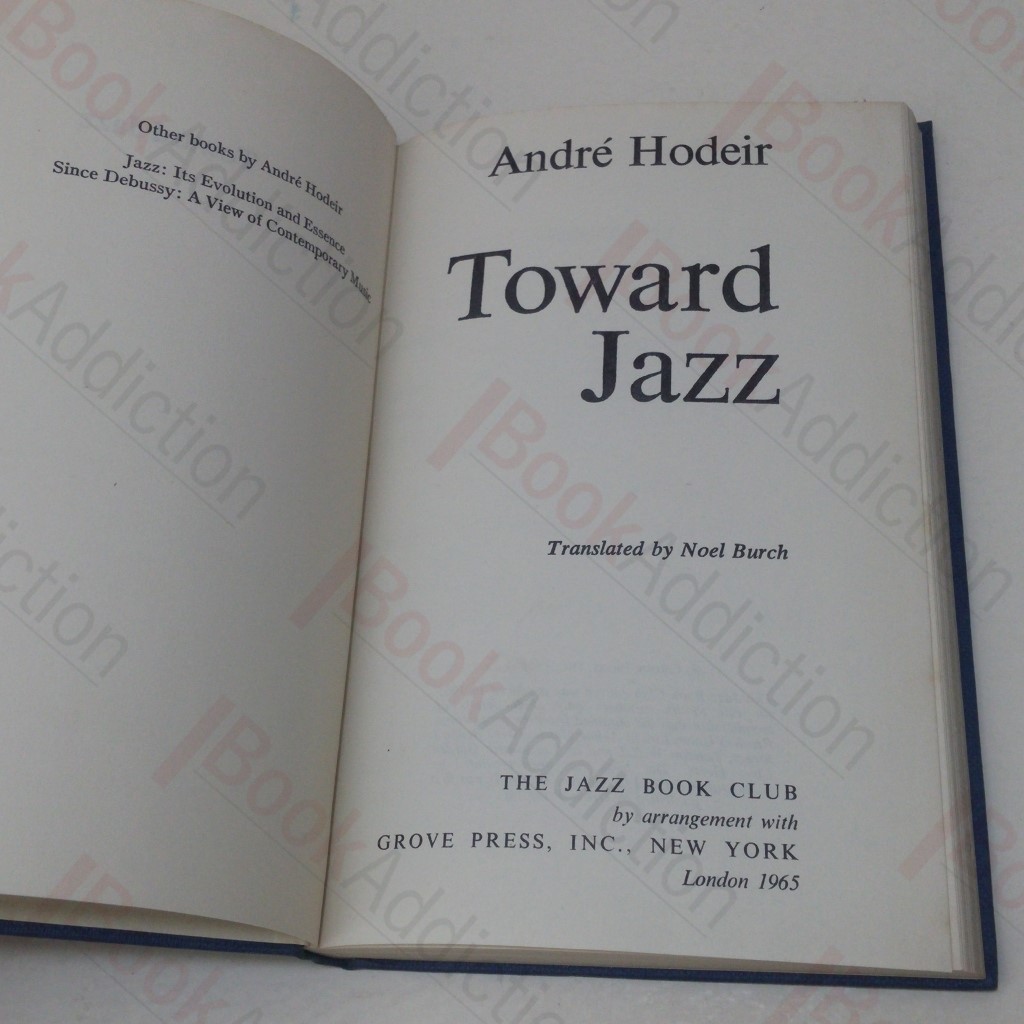 Other books by André Hodeir
Jazz: Its Evolution and Essence
Since Debussy: A View of Contemporary Music
André Hodeir
Toward
Jazz
Translated by Noel Burch
THE JAZZ BOOK CLUB
by arrangement with
GROVE PRESS, INC., NEW YORK
London 1965
BookAddiction